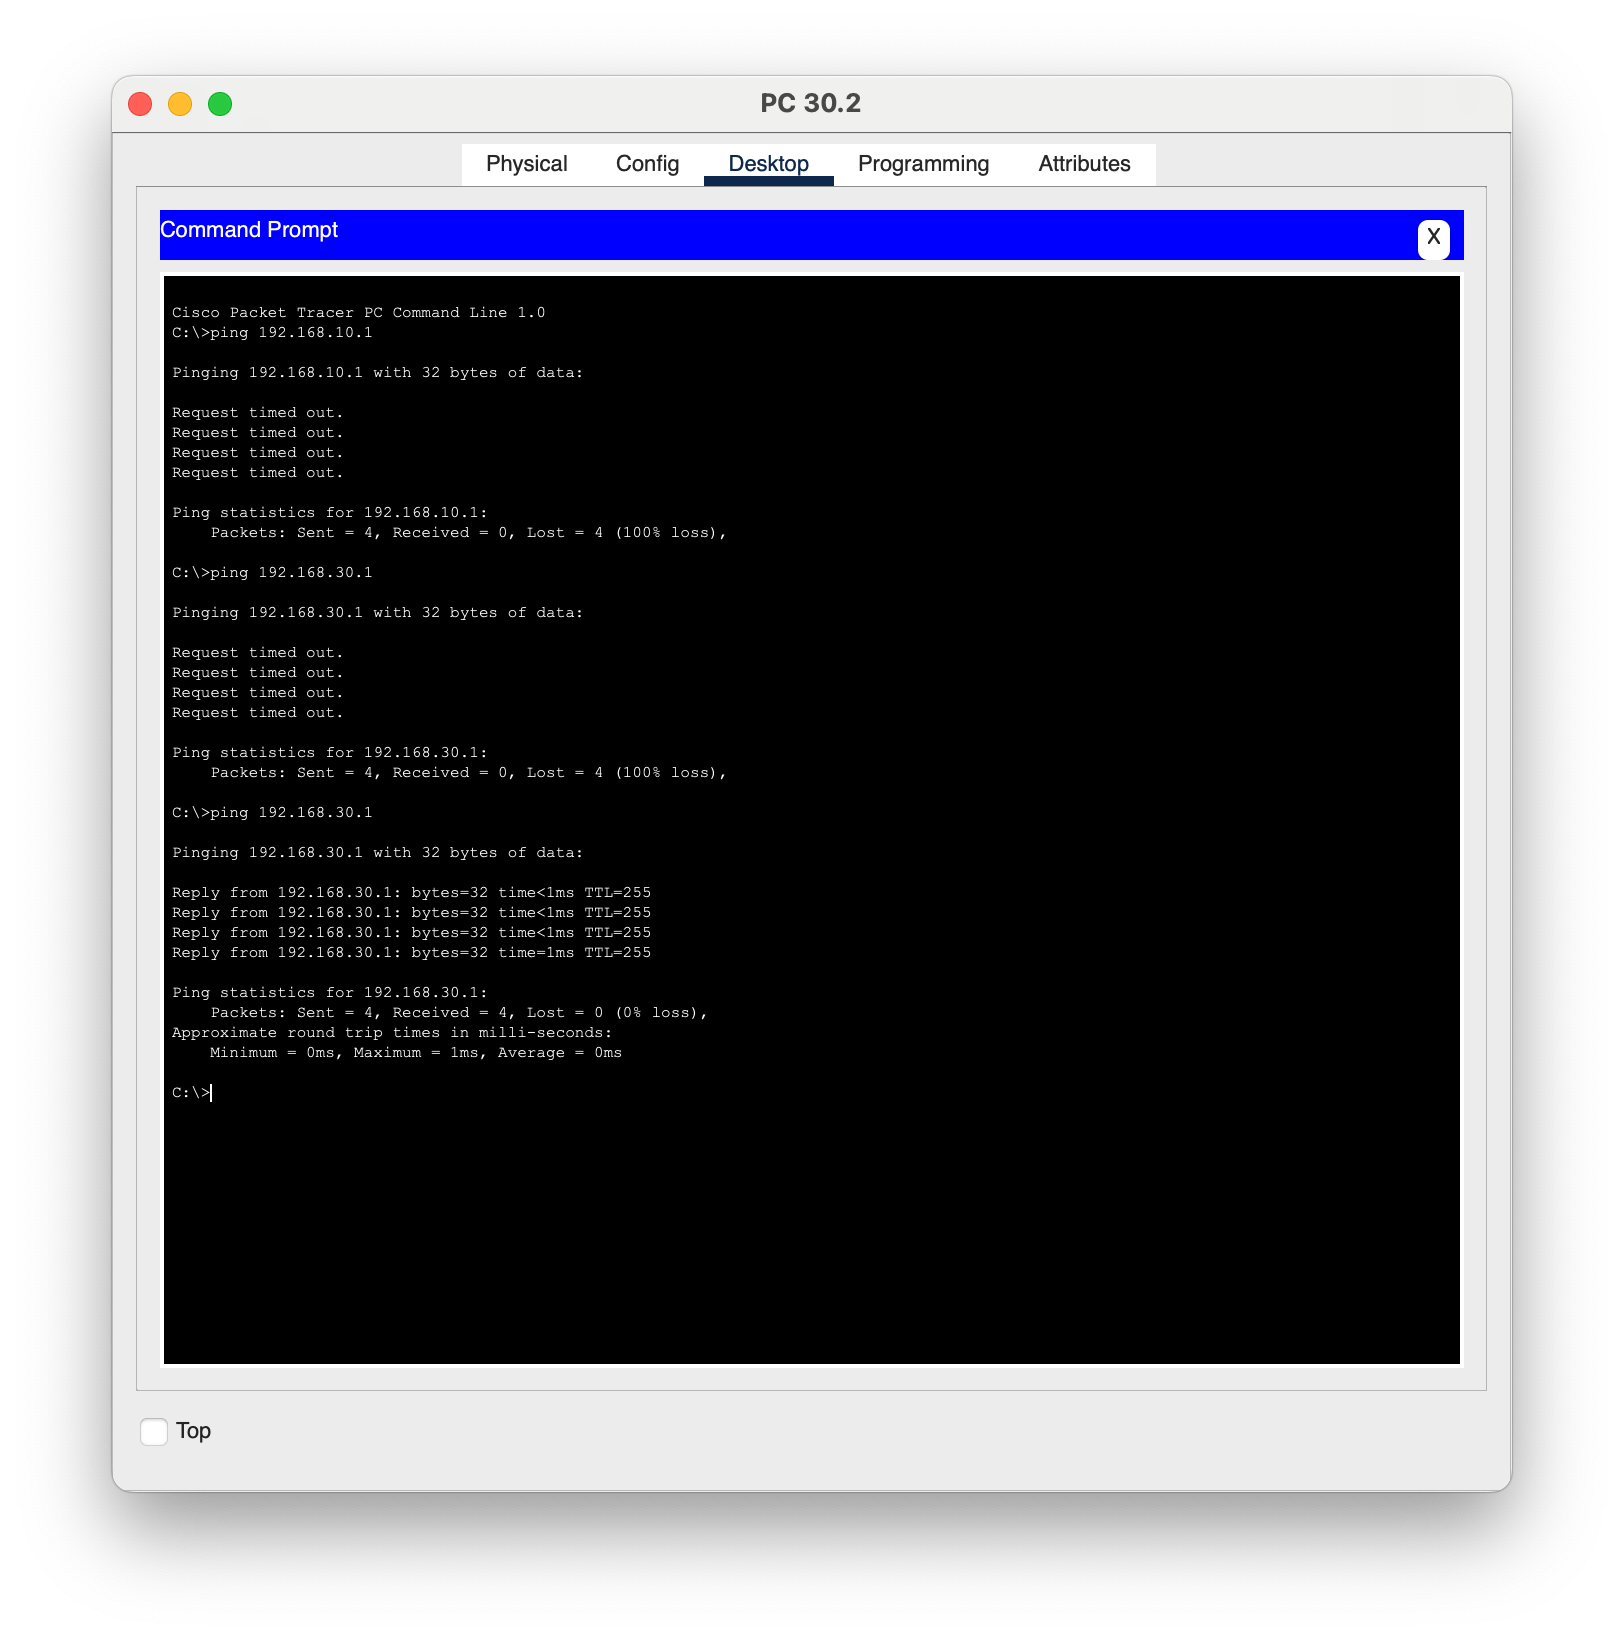 PC 30.2
Physical Config Desktop Programming Attributes
Command Prompt
X
Cisco Packet Tracer PC Command Line 1.0
C:\>ping 192.168.10.1
Pinging 192.168.10.1 with 32 bytes of data:
Request timed out.
Request timed out.
Request timed out.
Request timed out.
Ping statistics for 192.168.10.1:
    Packets: Sent = 4, Received = 0, Lost = 4 (100% loss),
C:\>ping 192.168.30.1
Pinging 192.168.30.1 with 32 bytes of data:
Request timed out.
Request timed out.
Request timed out.
Request timed out.
Ping statistics for 192.168.30.1:
    Packets: Sent = 4, Received = 0, Lost = 4 (100% loss),
C:\>ping 192.168.30.1
Pinging 192.168.30.1 with 32 bytes of data:
Reply from 192.168.30.1: bytes=32 time<1ms TTL=255
Reply from 192.168.30.1: bytes=32 time<1ms TTL=255
Reply from 192.168.30.1: bytes=32 time<1ms TTL=255
Reply from 192.168.30.1: bytes=32 time=1ms TTL=255
Ping statistics for 192.168.30.1:
    Packets: Sent = 4, Received = 4, Lost = 0 (0% loss),
Approximate round trip times in milli-seconds:
    Minimum = 0ms, Maximum = 1ms, Average = 0ms
C:\>
Top